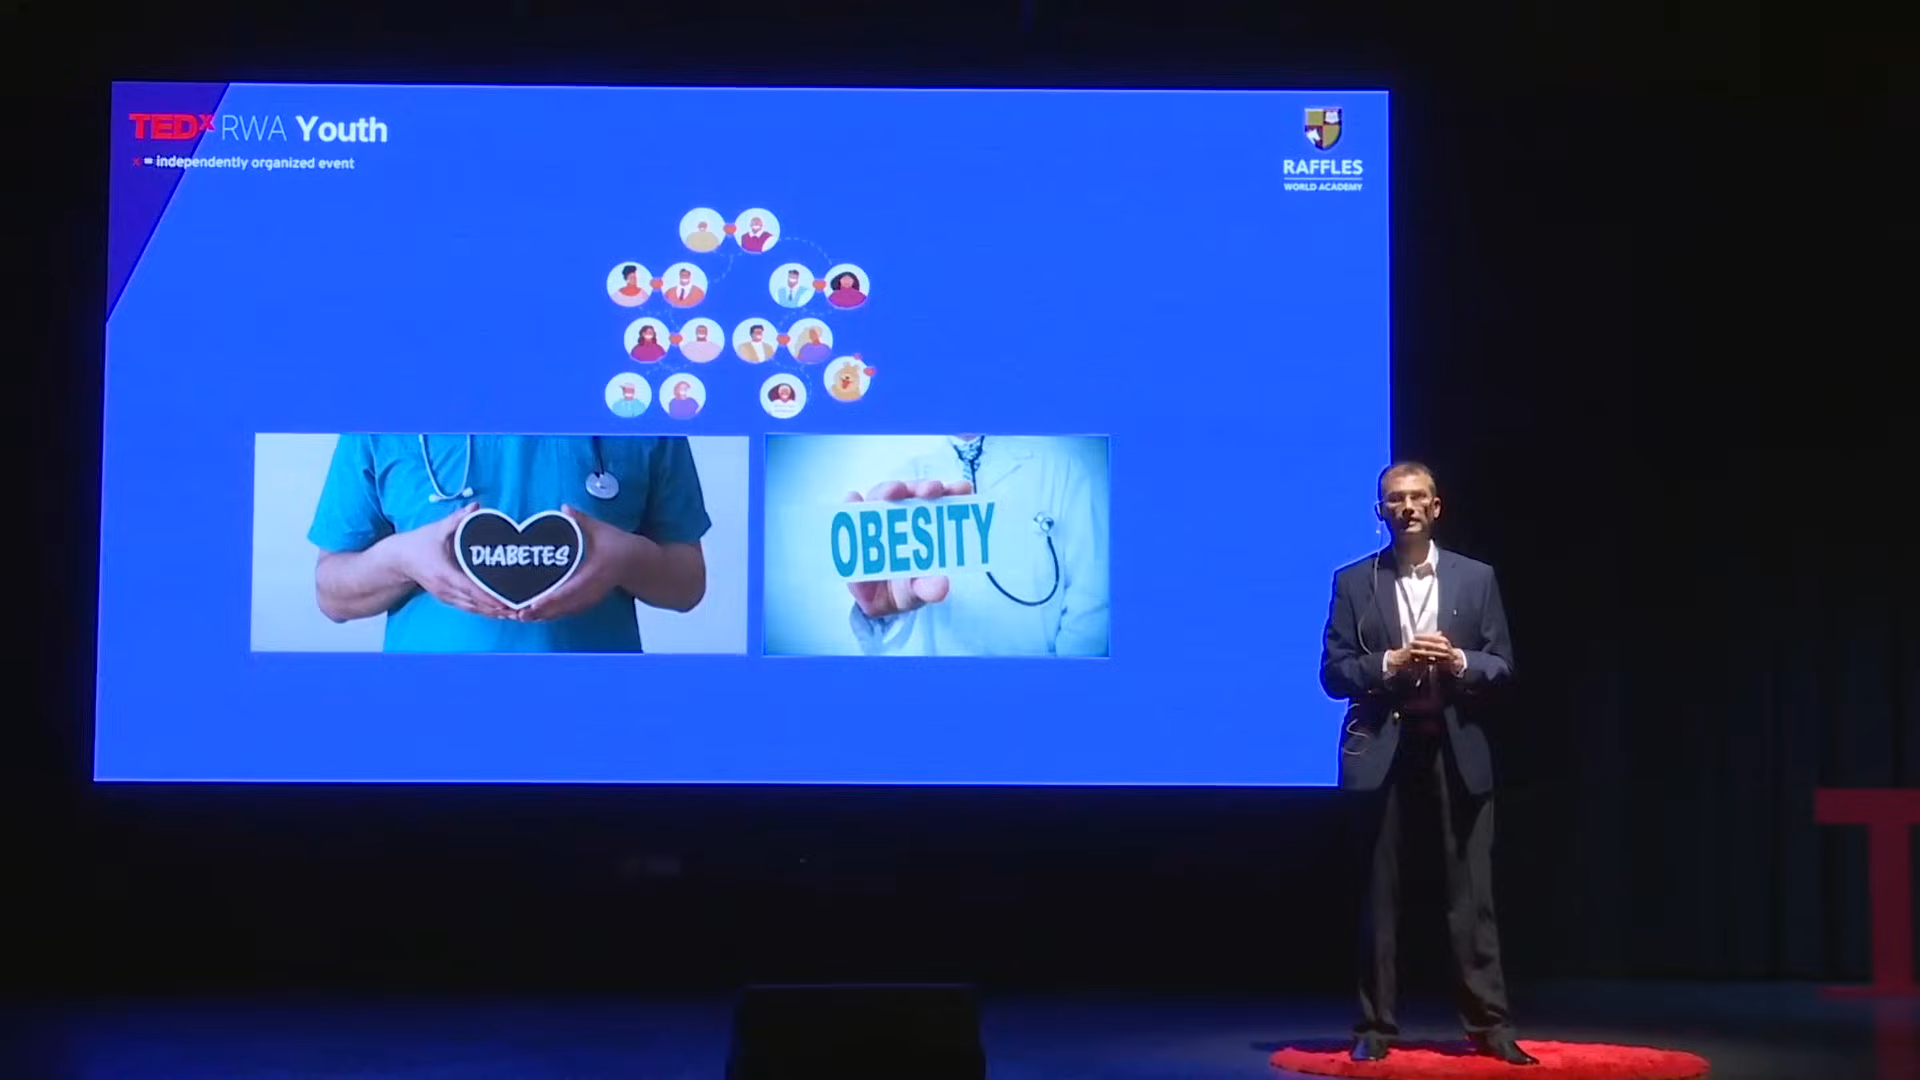 TEDx RWA Youth
x = independently organized event
RAFFLES
WORLD ACADEMY
DIABETES
OBESITY